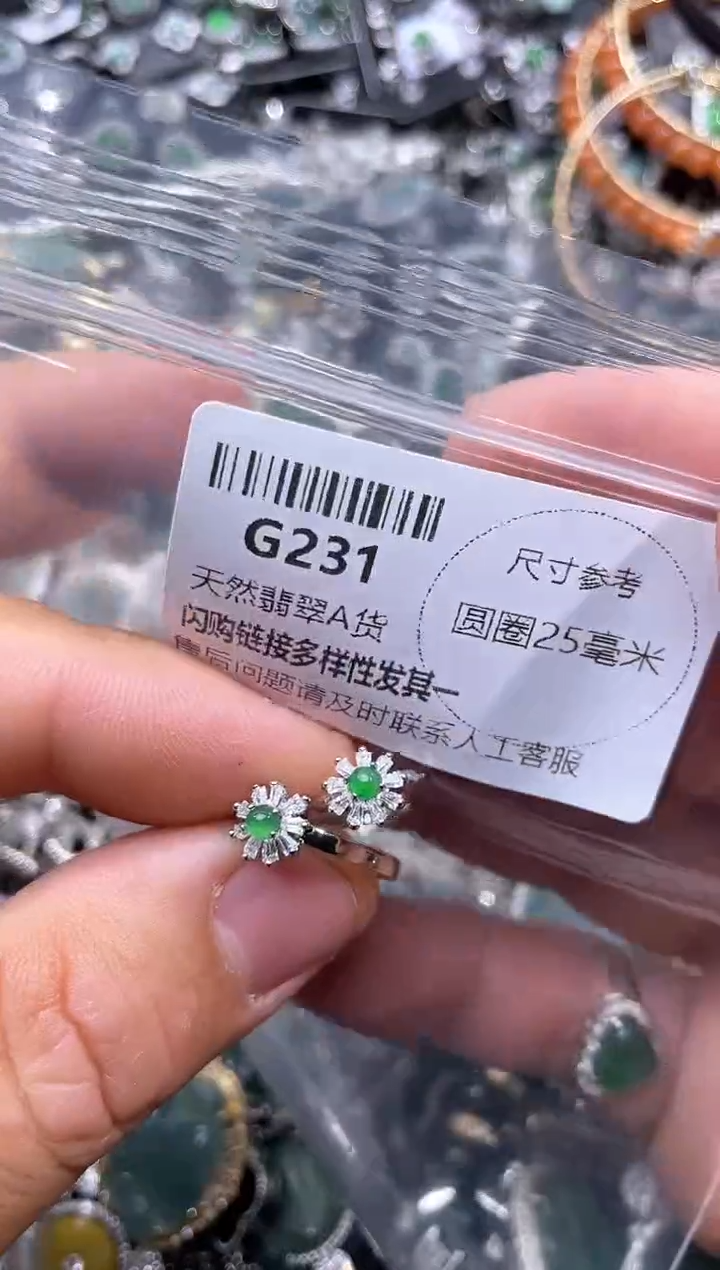 G231
天然翡翠A货
闪购链接多样性发其一
售后问题请及时联系人工客服
尺寸参考
圆圈25毫米